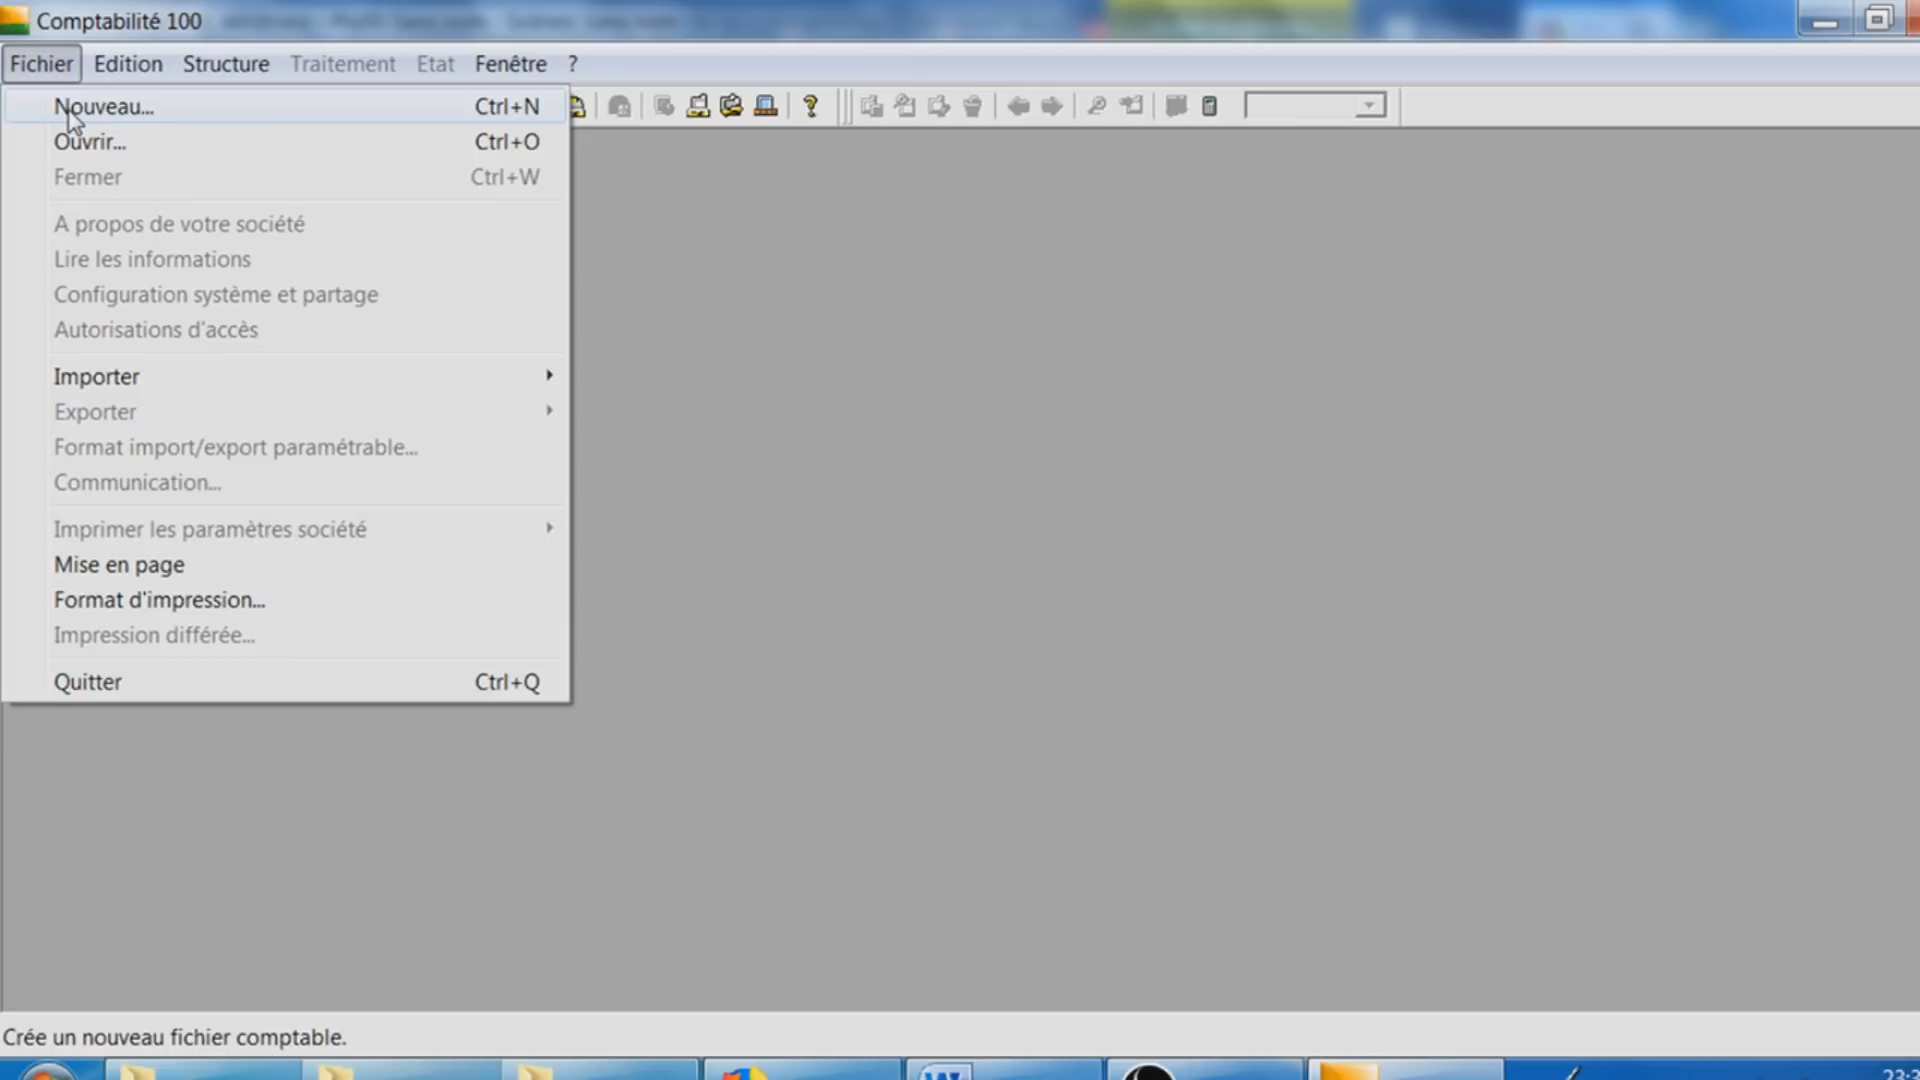 Comptabilité 100
Fichier Edition Structure Traitement Etat Fenêtre ?
Nouveau... Ctrl+N
Ouvrir... Ctrl+O
Fermer Ctrl+W
A propos de votre société
Lire les informations
Configuration système et partage
Autorisations d'accès
Importer
Exporter
Format import/export paramétrable...
Communication...
Imprimer les paramètres société
Mise en page
Format d'impression...
Impression différée...
Quitter Ctrl+Q
Crée un nouveau fichier comptable.